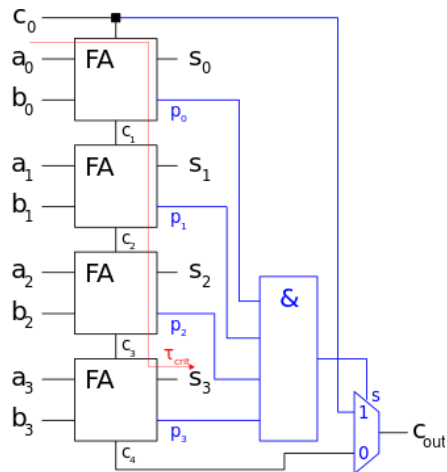 c₀
a₀ FA s₀
b₀ p₀
c₁
a₁ FA s₁
b₁ p₁
c₂
a₂ FA s₂
&
b₂ p₂
c₃ τcrit
a₃ FA s₃ s
1
b₃ p₃ cout
0
c₄